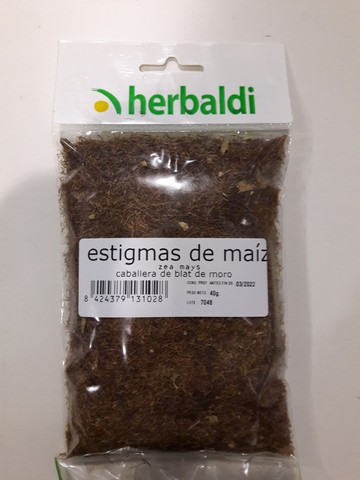 herbaldi
estigmas de maíz
zea mays
caballera de blat de moro
CONS. PREF. ANTES FIN DE 03/2022
PESO NETO 40g
LOTE 7048
8 424379 131028